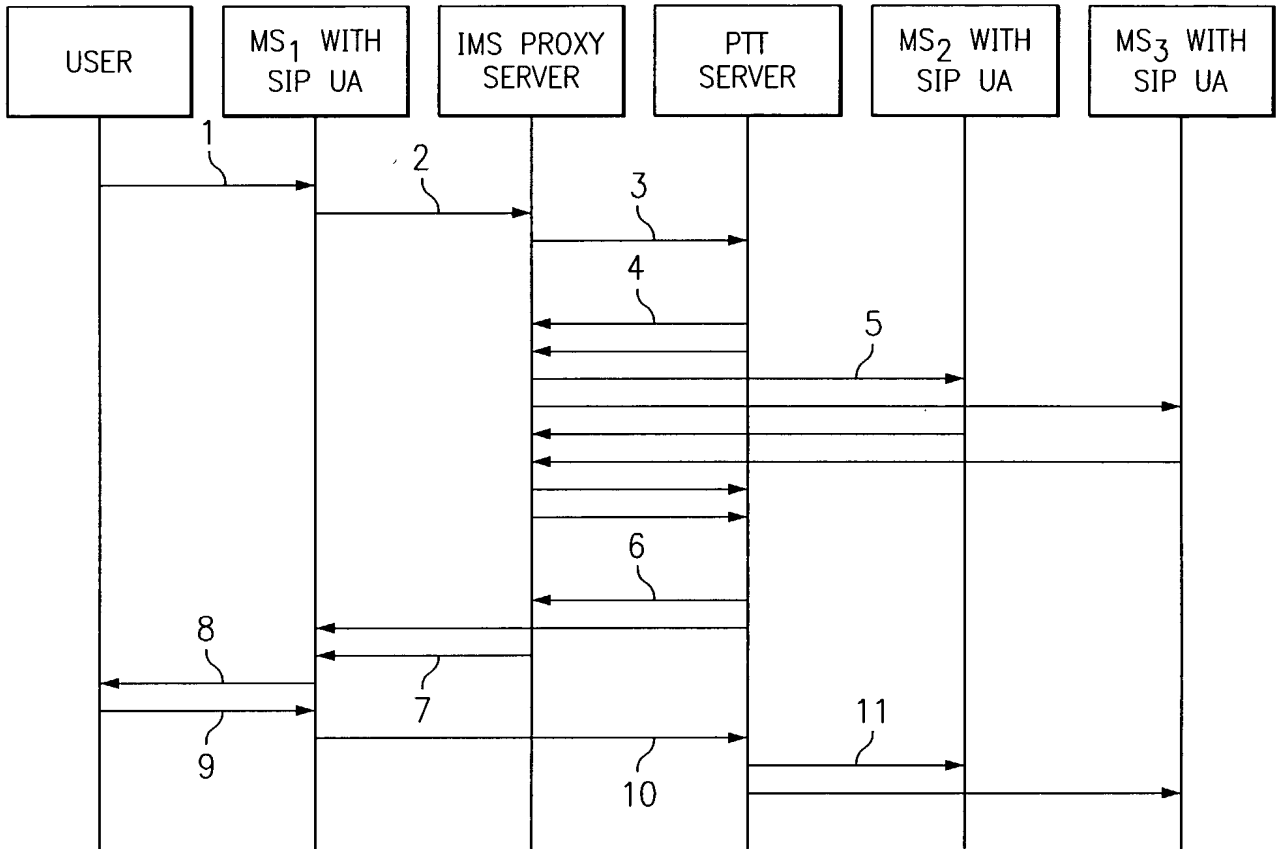 USER
MS1 WITH
SIP UA
IMS PROXY
SERVER
PTT
SERVER
MS2 WITH
SIP UA
MS3 WITH
SIP UA
1
2
3
4
5
6
7
8
9
10
11